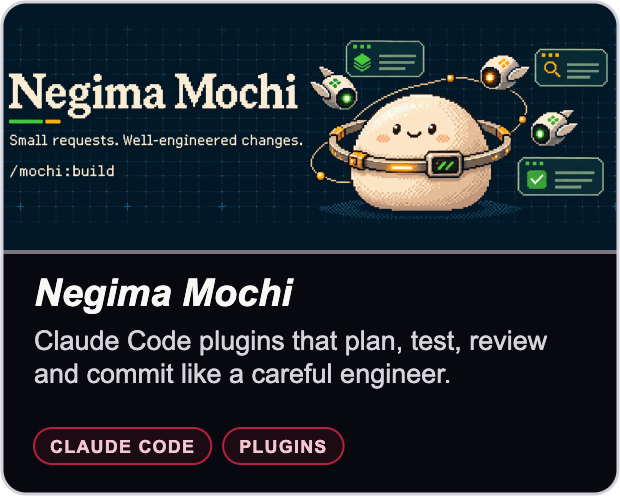 Negima Mochi
Small requests. Well-engineered changes.
/mochi:build
Negima Mochi
Claude Code plugins that plan, test, review
and commit like a careful engineer.
CLAUDE CODE
PLUGINS